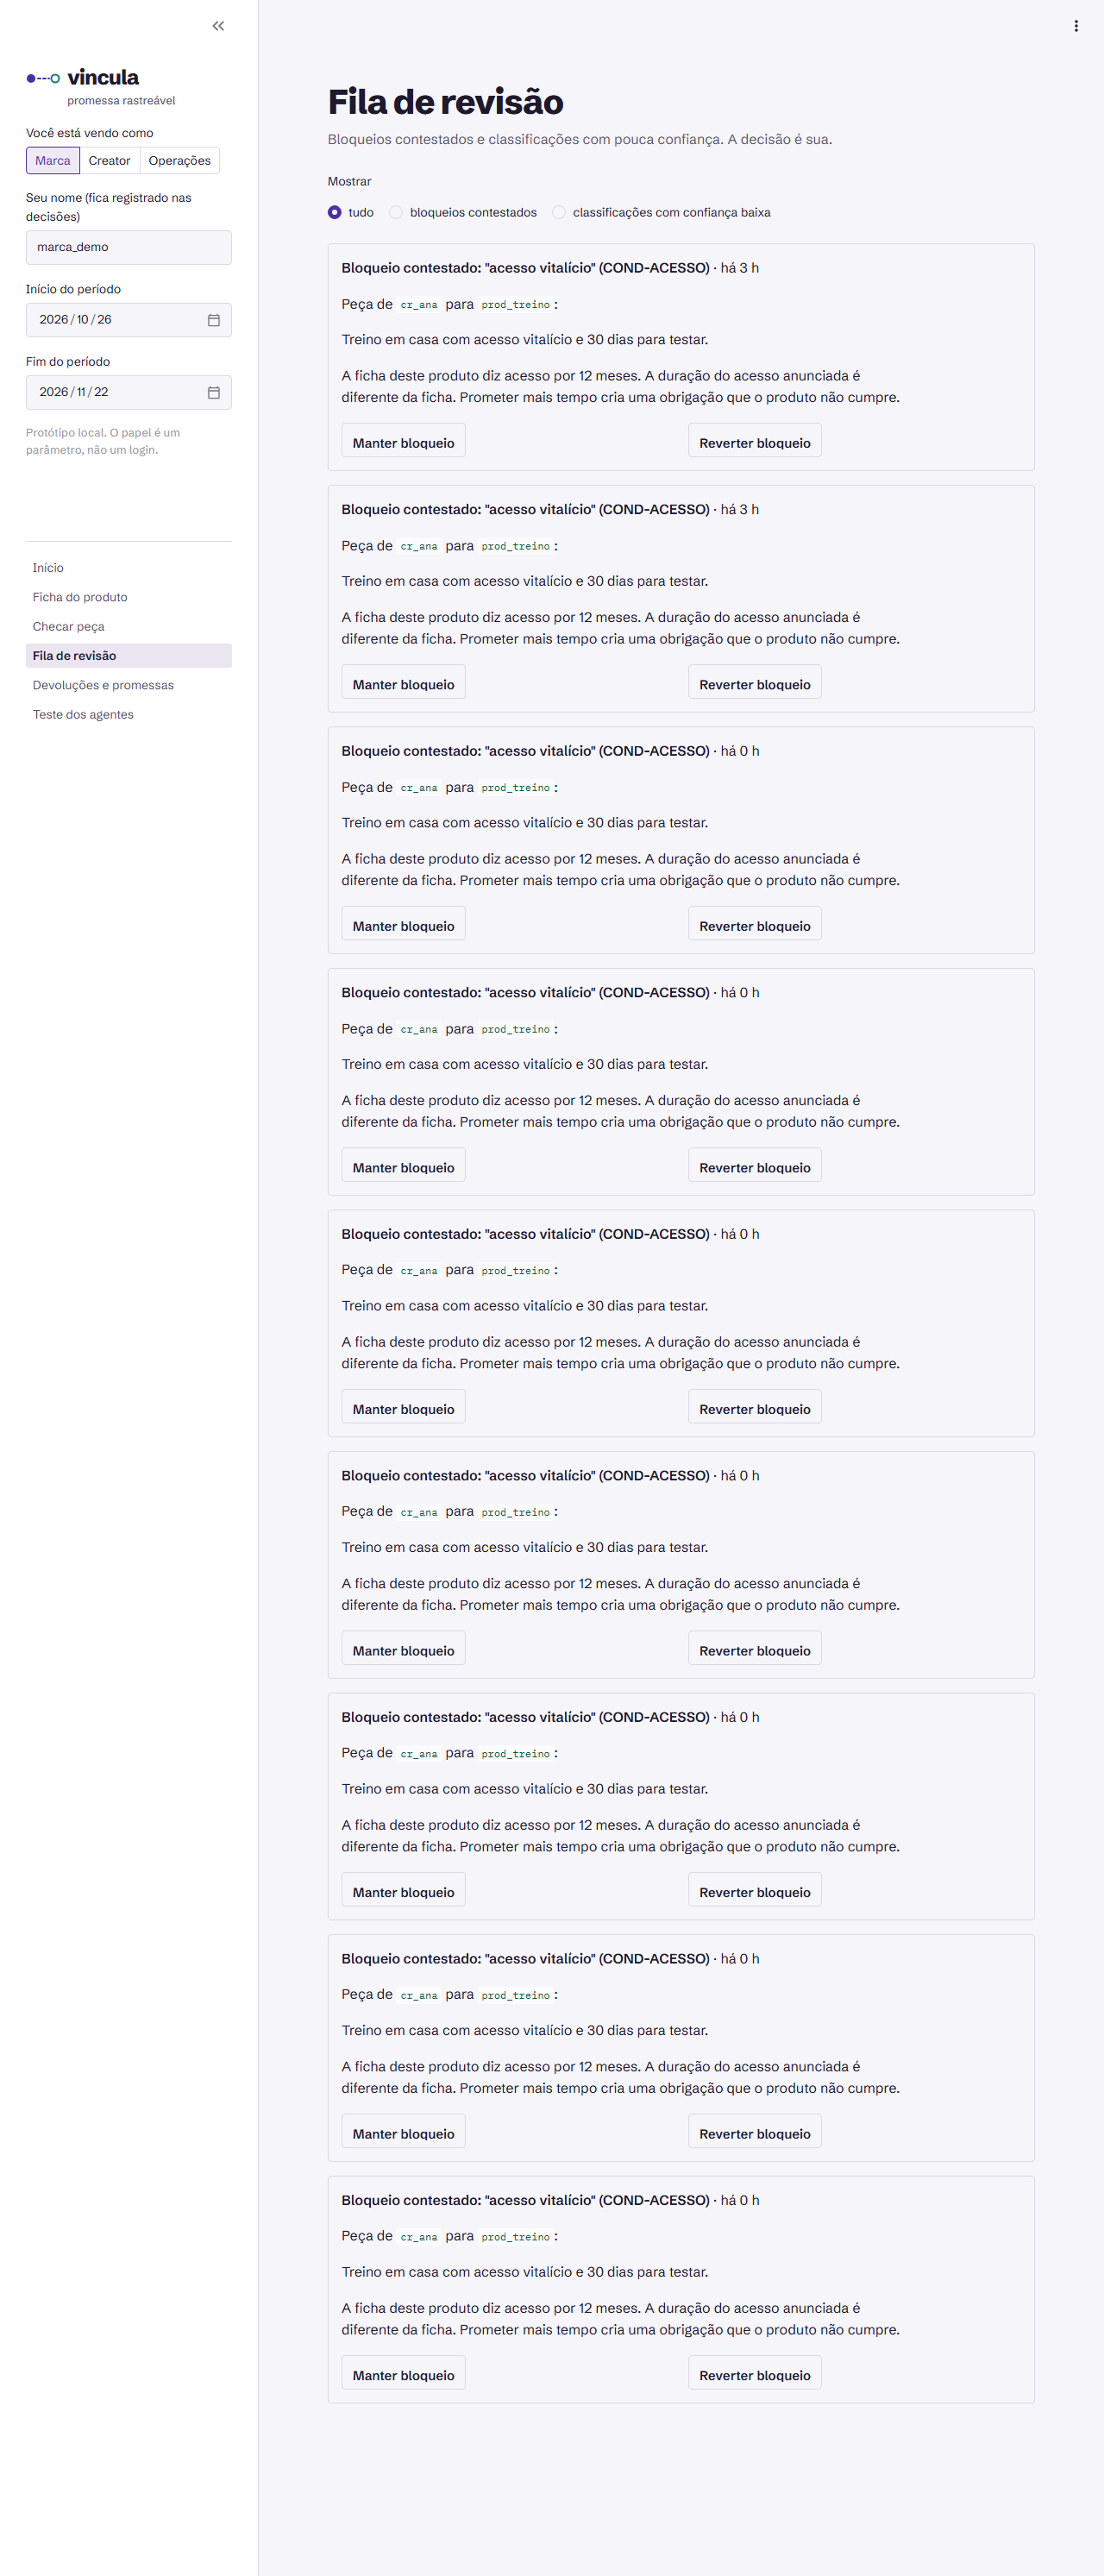 vincula
promessa rastreável
Você está vendo como
Marca
Creator
Operações
Seu nome (fica registrado nas
decisões)
marca_demo
Início do período
2026 / 10 / 26
Fim do período
2026 / 11 / 22
Protótipo local. O papel é um
parâmetro, não um login.
Início
Ficha do produto
Checar peça
Fila de revisão
Devoluções e promessas
Teste dos agentes
Fila de revisão
Bloqueios contestados e classificações com pouca confiança. A decisão é sua.
Mostrar
tudo
bloqueios contestados
classificações com confiança baixa
Bloqueio contestado: "acesso vitalício" (COND-ACESSO) · há 3 h
Peça de cr_ana para prod_treino :
Treino em casa com acesso vitalício e 30 dias para testar.
A ficha deste produto diz acesso por 12 meses. A duração do acesso anunciada é
diferente da ficha. Prometer mais tempo cria uma obrigação que o produto não cumpre.
Manter bloqueio
Reverter bloqueio
Bloqueio contestado: "acesso vitalício" (COND-ACESSO) · há 3 h
Peça de cr_ana para prod_treino :
Treino em casa com acesso vitalício e 30 dias para testar.
A ficha deste produto diz acesso por 12 meses. A duração do acesso anunciada é
diferente da ficha. Prometer mais tempo cria uma obrigação que o produto não cumpre.
Manter bloqueio
Reverter bloqueio
Bloqueio contestado: "acesso vitalício" (COND-ACESSO) · há 0 h
Peça de cr_ana para prod_treino :
Treino em casa com acesso vitalício e 30 dias para testar.
A ficha deste produto diz acesso por 12 meses. A duração do acesso anunciada é
diferente da ficha. Prometer mais tempo cria uma obrigação que o produto não cumpre.
Manter bloqueio
Reverter bloqueio
Bloqueio contestado: "acesso vitalício" (COND-ACESSO) · há 0 h
Peça de cr_ana para prod_treino :
Treino em casa com acesso vitalício e 30 dias para testar.
A ficha deste produto diz acesso por 12 meses. A duração do acesso anunciada é
diferente da ficha. Prometer mais tempo cria uma obrigação que o produto não cumpre.
Manter bloqueio
Reverter bloqueio
Bloqueio contestado: "acesso vitalício" (COND-ACESSO) · há 0 h
Peça de cr_ana para prod_treino :
Treino em casa com acesso vitalício e 30 dias para testar.
A ficha deste produto diz acesso por 12 meses. A duração do acesso anunciada é
diferente da ficha. Prometer mais tempo cria uma obrigação que o produto não cumpre.
Manter bloqueio
Reverter bloqueio
Bloqueio contestado: "acesso vitalício" (COND-ACESSO) · há 0 h
Peça de cr_ana para prod_treino :
Treino em casa com acesso vitalício e 30 dias para testar.
A ficha deste produto diz acesso por 12 meses. A duração do acesso anunciada é
diferente da ficha. Prometer mais tempo cria uma obrigação que o produto não cumpre.
Manter bloqueio
Reverter bloqueio
Bloqueio contestado: "acesso vitalício" (COND-ACESSO) · há 0 h
Peça de cr_ana para prod_treino :
Treino em casa com acesso vitalício e 30 dias para testar.
A ficha deste produto diz acesso por 12 meses. A duração do acesso anunciada é
diferente da ficha. Prometer mais tempo cria uma obrigação que o produto não cumpre.
Manter bloqueio
Reverter bloqueio
Bloqueio contestado: "acesso vitalício" (COND-ACESSO) · há 0 h
Peça de cr_ana para prod_treino :
Treino em casa com acesso vitalício e 30 dias para testar.
A ficha deste produto diz acesso por 12 meses. A duração do acesso anunciada é
diferente da ficha. Prometer mais tempo cria uma obrigação que o produto não cumpre.
Manter bloqueio
Reverter bloqueio
Bloqueio contestado: "acesso vitalício" (COND-ACESSO) · há 0 h
Peça de cr_ana para prod_treino :
Treino em casa com acesso vitalício e 30 dias para testar.
A ficha deste produto diz acesso por 12 meses. A duração do acesso anunciada é
diferente da ficha. Prometer mais tempo cria uma obrigação que o produto não cumpre.
Manter bloqueio
Reverter bloqueio